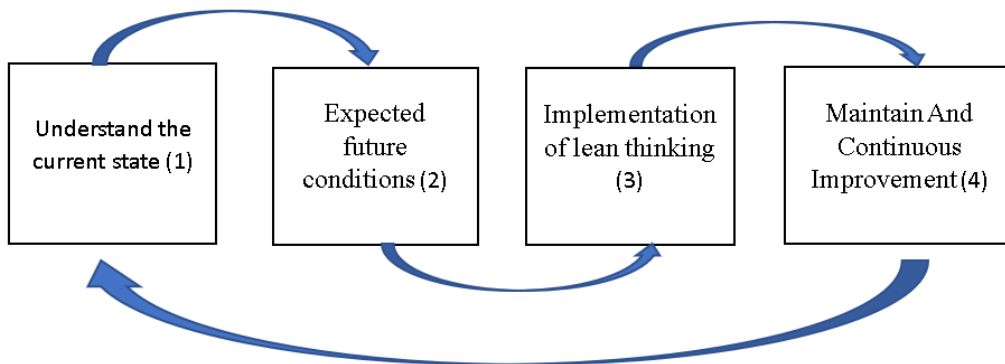 Understand the
current state (1)
Expected
future
conditions (2)
Implementation
of lean thinking
(3)
Maintain And
Continuous
Improvement (4)